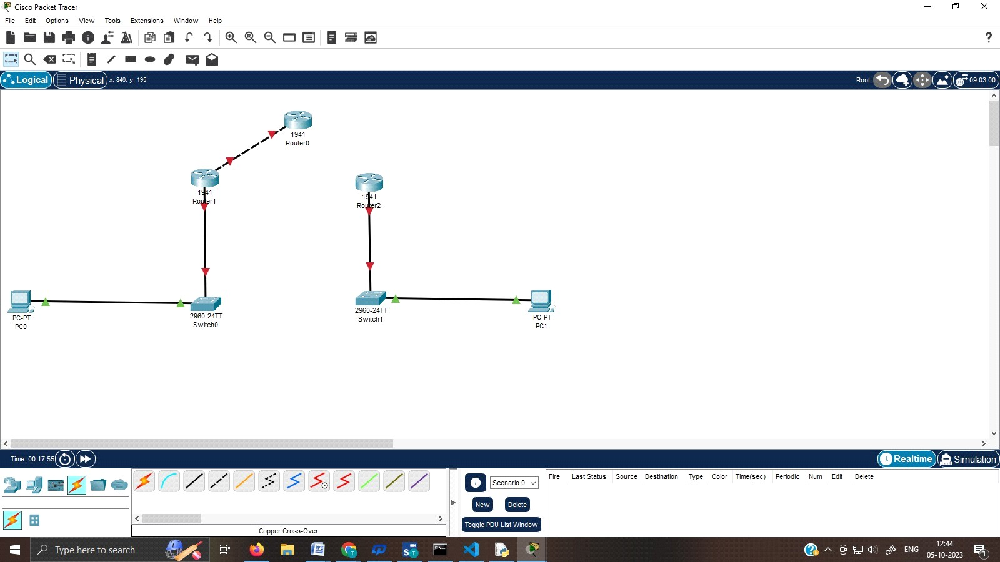 Cisco Packet Tracer
File Edit Options View Tools Extensions Window Help
Logical Physical x: 846, y: 195 Root 09:03:00
1941
Router0
1941
Router1
1941
Router2
PC-PT
PC0
2960-24TT
Switch0
2960-24TT
Switch1
PC-PT
PC1
Time: 00:17:55 Realtime Simulation
Scenario 0
New Delete
Toggle PDU List Window
Fire Last Status Source Destination Type Color Time(sec) Periodic Num Edit Delete
Copper Cross-Over
Type here to search
ENG
12:44
05-10-2023
1